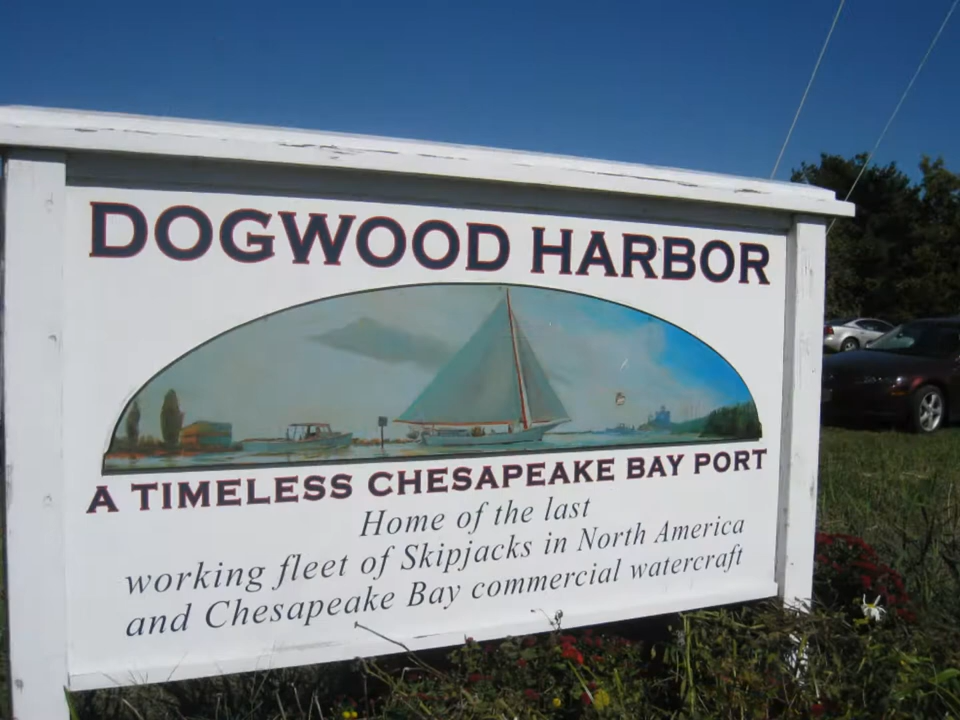 DOGWOOD HARBOR
A TIMELESS CHESAPEAKE BAY PORT
Home of the last
working fleet of Skipjacks in North America
and Chesapeake Bay commercial watercraft